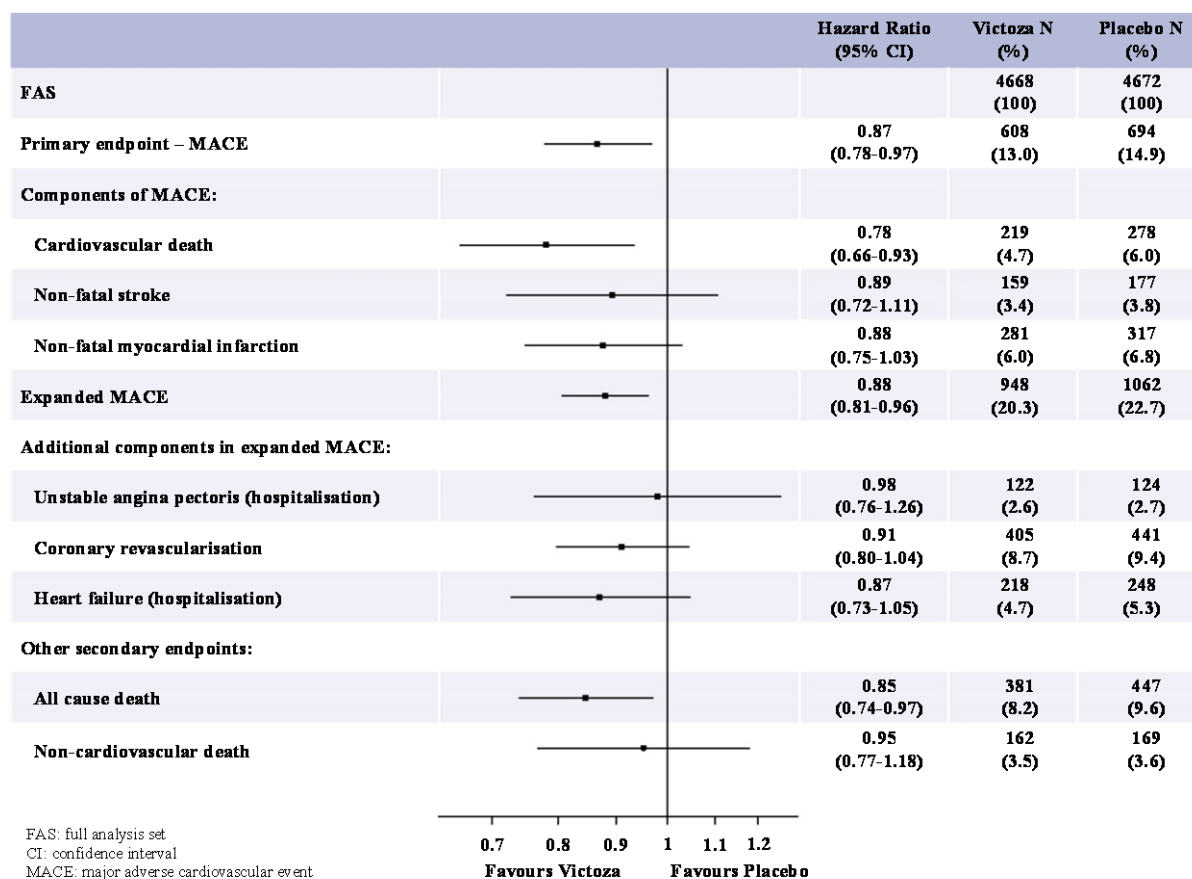 Hazard Ratio Victoza N Placebo N
(95% CI) (%) (%)
4668 4672
FAS
(100) (100)
0.87 608 694
Primary endpoint – MACE
(0.78-0.97) (13.0) (14.9)
Components of MACE:
0.78 219 278
Cardiovascular death
(0.66-0.93) (4.7) (6.0)
0.89 159 177
Non-fatal stroke
(0.72-1.11) (3.4) (3.8)
0.88 281 317
Non-fatal myocardial infarction
(0.75-1.03) (6.0) (6.8)
0.88 948 1062
Expanded MACE
(0.81-0.96) (20.3) (22.7)
Additional components in expanded MACE:
0.98 122 124
Unstable angina pectoris (hospitalisation)
(0.76-1.26) (2.6) (2.7)
0.91 405 441
Coronary revascularisation
(0.80-1.04) (8.7) (9.4)
0.87 218 248
Heart failure (hospitalisation)
(0.73-1.05) (4.7) (5.3)
Other secondary endpoints:
0.85 381 447
All cause death
(0.74-0.97) (8.2) (9.6)
0.95 162 169
Non-cardiovascular death
(0.77-1.18) (3.5) (3.6)
0.7 0.8 0.9 1 1.1 1.2
Favours Victoza Favours Placebo
FAS: full analysis set
CI: confidence interval
MACE: major adverse cardiovascular event